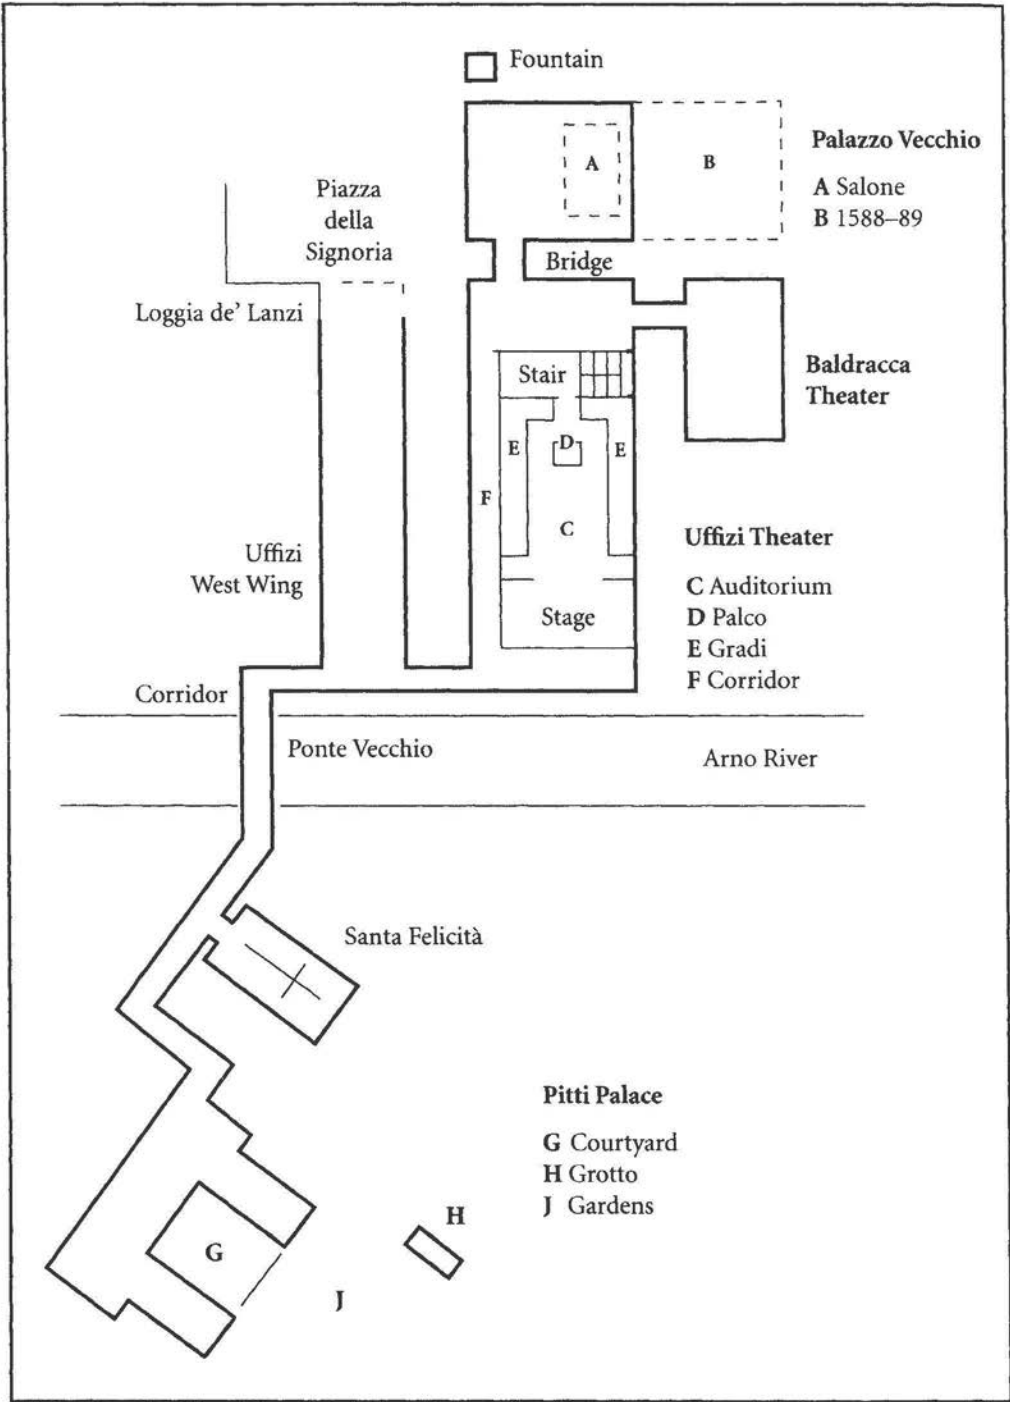 Fountain
Palazzo Vecchio
A Salone
B 1588–89
A
B
Piazza
della
Signoria
Bridge
Loggia de’ Lanzi
Stair
Baldracca
Theater
E
D
E
F
C
Uffizi
West Wing
Stage
Uffizi Theater
C Auditorium
D Palco
E Gradi
F Corridor
Corridor
Ponte Vecchio
Arno River
Santa Felicità
Pitti Palace
G Courtyard
H Grotto
J Gardens
G
H
J